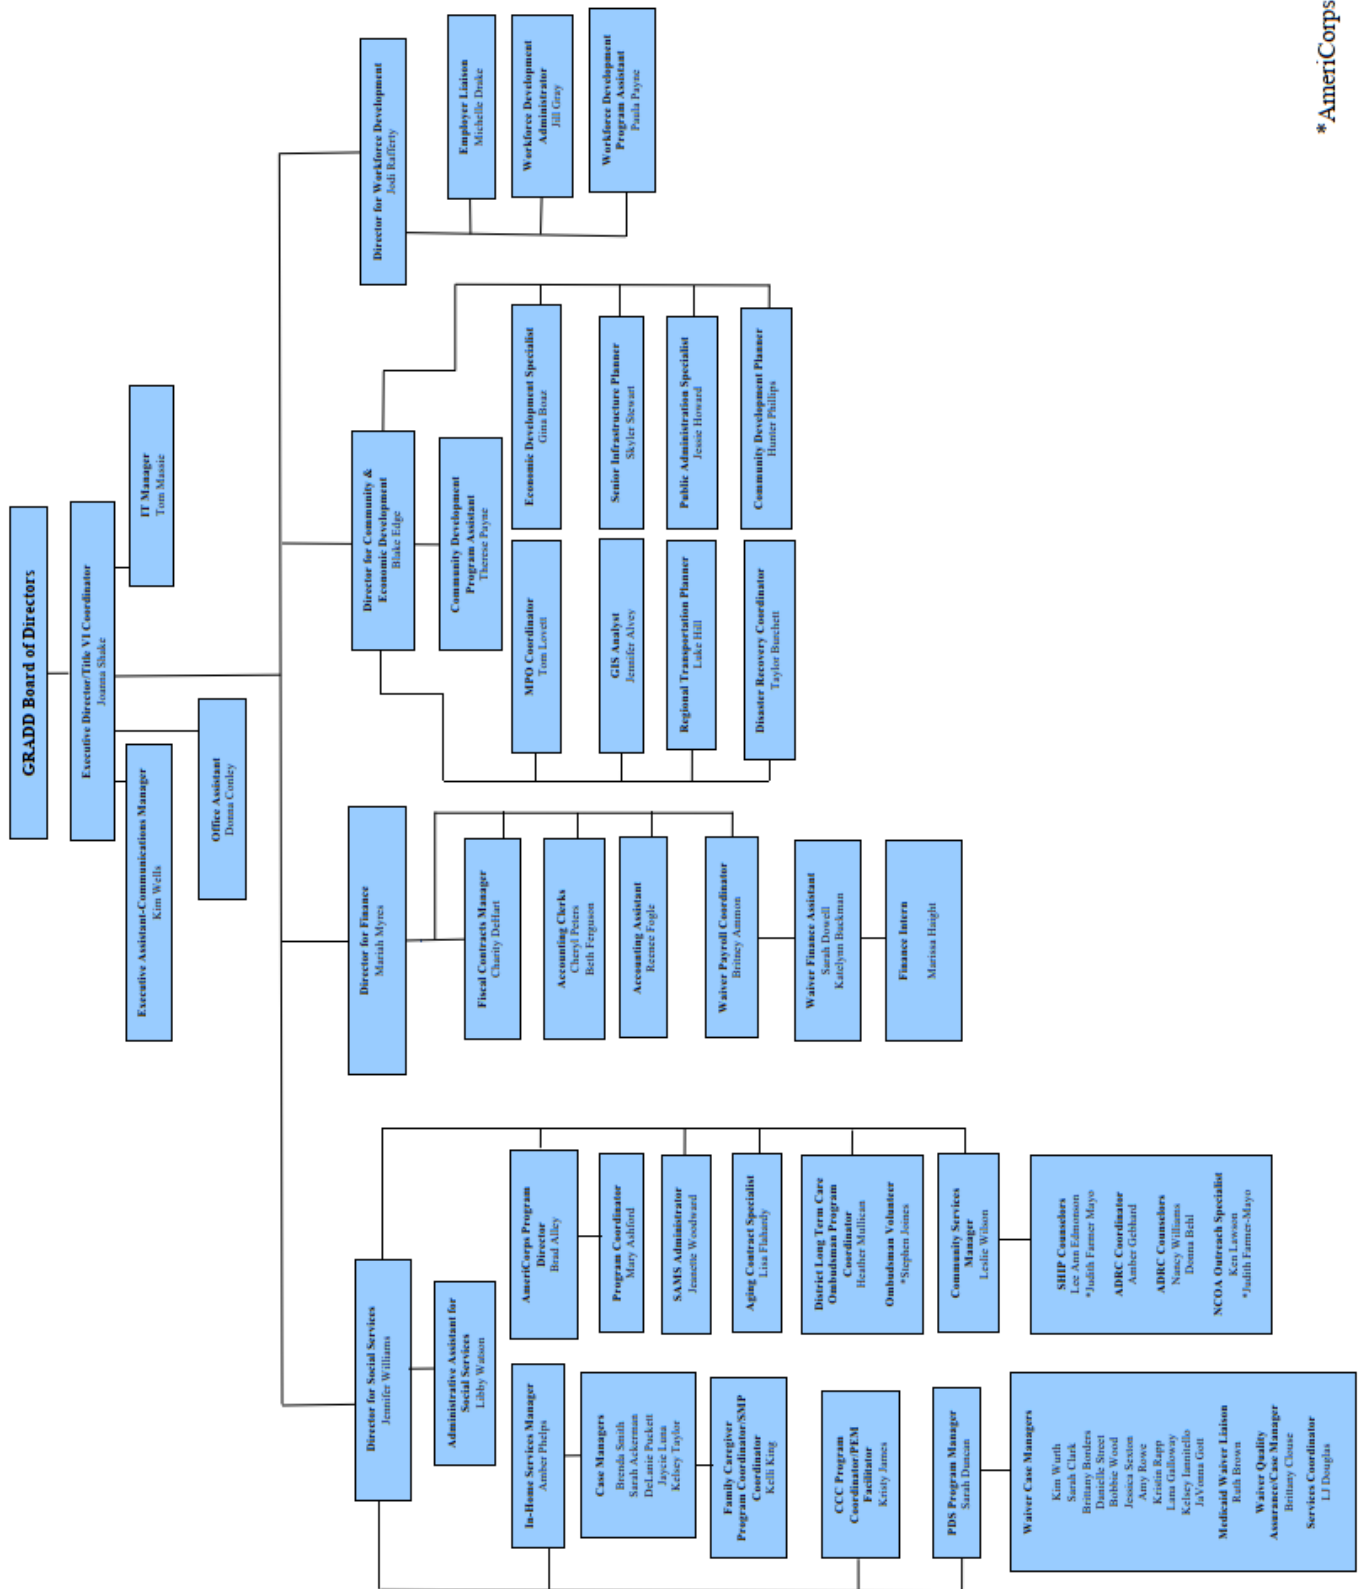 GRADD Board of Directors
Executive Director/Title VI Coordinator
Joanna Shake
Executive Assistant-Communications Manager
Kim Wells
IT Manager
Tom Massie
Office Assistant
Donna Conley
Director for Social Services
Jennifer Williams
Administrative Assistant for
Social Services
Libby Watson
In-Home Services Manager
Amber Phelps
Case Managers
Brenda Smith
Sarah Ackerman
DeLanie Puckett
Jaycie Luna
Kelsey Taylor
Family Caregiver
Program Coordinator/SMP
Coordinator
Kelli King
CCC Program
Coordinator/PEM
Facilitator
Kristy James
PDS Program Manager
Sarah Duncan
Waiver Case Managers
Kim Wurth
Sarah Clark
Brittany Borders
Danielle Street
Bobbie Wood
Jessica Sexton
Amy Rowe
Kristin Rapp
Lana Galloway
Kelsey Iannitello
JaVonna Gott
Medicaid Waiver Liaison
Ruth Brown
Waiver Quality
Assurance/Case Manager
Brittany Clouse
Services Coordinator
LJ Douglas
AmeriCorps Program
Director
Brad Alley
Program Coordinator
Mary Ashford
SAMS Administrator
Jeanette Woodward
Aging Contract Specialist
Lisa Flahardy
District Long Term Care
Ombudsman Program
Coordinator
Heather Mullican
Ombudsman Volunteer
*Stephen Joines
Community Services
Manager
Leslie Wilson
SHIP Counselors
Lee Ann Edmonson
*Judith Farmer Mayo
ADRC Coordinator
Amber Gebhard
ADRC Counselors
Nancy Williams
Donna Behl
NCOA Outreach Specialist
Ken Lawson
*Judith Farmer-Mayo
Director for Finance
Mariah Myres
Fiscal Contracts Manager
Charity DeHart
Accounting Clerks
Cheryl Peters
Beth Ferguson
Accounting Assistant
Reenee Fogle
Waiver Payroll Coordinator
Britney Ammon
Waiver Finance Assistant
Sarah Dowell
Katelynn Buckman
Finance Intern
Marissa Haight
Director for Community &
Economic Development
Blake Edge
Community Development
Program Assistant
Therese Payne
MPO Coordinator
Tom Lovett
GIS Analyst
Jennifer Alvey
Regional Transportation Planner
Luke Hill
Disaster Recovery Coordinator
Taylor Burchett
Economic Development Specialist
Gina Boaz
Senior Infrastructure Planner
Skyler Stewart
Public Administration Specialist
Jessie Howard
Community Development Planner
Hunter Phillips
Director for Workforce Development
Jodi Rafferty
Employer Liaison
Michelle Drake
Workforce Development
Administrator
Jill Gray
Workforce Development
Program Assistant
Paula Payne
*AmeriCorps